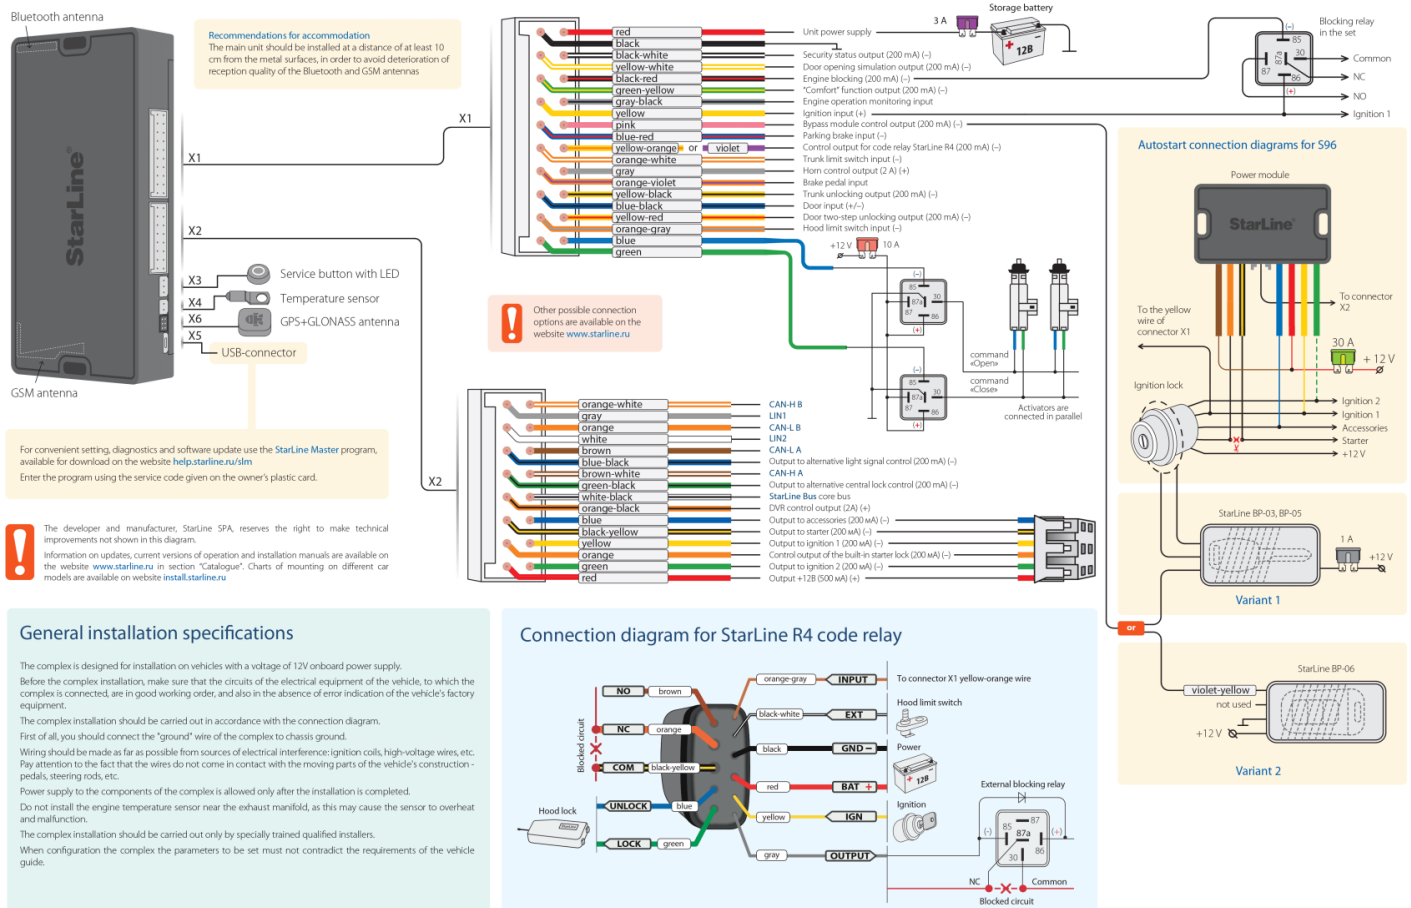 Bluetooth antenna
StarLine®
GSM antenna
Recommendations for accommodation
The main unit should be installed at a distance of at least 10
cm from the metal surfaces, in order to avoid deterioration of
reception quality of the Bluetooth and GSM antennas
X1
X2
X3
Service button with LED
X4
Temperature sensor
X6
GPS+GLONASS antenna
X5
USB-connector
For convenient setting, diagnostics and software update use the StarLine Master program,
available for download on the website help.starline.ru/slm
Enter the program using the service code given on the owner's plastic card.
The developer and manufacturer, StarLine SPA, reserves the right to make technical
improvements not shown in this diagram.
Information on updates, current versions of operation and installation manuals are available on
the website www.starline.ru in section "Catalogue". Charts of mounting on different car
models are available on website install.starline.ru
X1
red Unit power supply
black
black-white Security status output (200 mA) (–)
yellow-white Door opening simulation output (200 mA) (–)
black-red Engine blocking (200 mA) (–)
green-yellow "Comfort" function output (200 mA) (–)
gray-black Engine operation monitoring input
yellow Ignition input (+)
pink Bypass module control output (200 mA) (–)
blue-red Parking brake input (–)
yellow-orange or violet Control output for code relay StarLine R4 (200 mA) (–)
orange-white Trunk limit switch input (–)
gray Horn control output (2 A) (+)
orange-violet Brake pedal input
yellow-black Trunk unlocking output (200 mA) (–)
blue-black Door input (+/–)
yellow-red Door two-step unlocking output (200 mA) (–)
orange-gray Hood limit switch input (–)
blue
green
3 A
Storage battery
+ 12B
Blocking relay
in the set
(–)
85
30
87a
87
86
(+)
Common
NC
NO
Ignition 1
+12 V
10 A
(–)
85
30
87a
87
86
(+)
(–)
85
30
87a
87
86
(+)
command
«Open»
command
«Close»
Activators are
connected in parallel
Other possible connection
options are available on the
website www.starline.ru
X2
orange-white CAN-H B
gray LIN1
orange CAN-L B
white LIN2
brown CAN-L A
blue-black Output to alternative light signal control (200 mA) (–)
brown-white CAN-H A
green-black Output to alternative central lock control (200 mA) (–)
white-black StarLine Bus core bus
orange-black DVR control output (2A) (+)
blue Output to accessories (200 мA) (–)
black-yellow Output to starter (200 мA) (–)
yellow Output to ignition 1 (200 мA) (–)
orange Control output of the built-in starter lock (200 мA) (–)
green Output to ignition 2 (200 мA) (–)
red Output +12B (500 мA) (+)
Autostart connection diagrams for S96
Power module
StarLine®
To the yellow
wire of
connector X1
To connector
X2
30 A
+ 12 V
Ignition lock
Ignition 2
Ignition 1
Accessories
Starter
+12 V
StarLine BP-03, BP-05
1 A
+12 V
Variant 1
or
StarLine BP-06
violet-yellow
not used
+12 V
Variant 2
General installation specifications
The complex is designed for installation on vehicles with a voltage of 12V onboard power supply.
Before the complex installation, make sure that the circuits of the electrical equipment of the vehicle, to which the
complex is connected, are in good working order, and also in the absence of error indication of the vehicle's factory
equipment.
The complex installation should be carried out in accordance with the connection diagram.
First of all, you should connect the "ground" wire of the complex to chassis ground.
Wiring should be made as far as possible from sources of electrical interference: ignition coils, high-voltage wires, etc.
Pay attention to the fact that the wires do not come in contact with the moving parts of the vehicle's construction -
pedals, steering rods, etc.
Power supply to the components of the complex is allowed only after the installation is completed.
Do not install the engine temperature sensor near the exhaust manifold, as this may cause the sensor to overheat
and malfunction.
The complex installation should be carried out only by specially trained qualified installers.
When configuration the complex the parameters to be set must not contradict the requirements of the vehicle
guide.
Connection diagram for StarLine R4 code relay
Blocked circuit
NO brown
NC orange
COM black-yellow
UNLOCK blue
LOCK green
Hood lock
orange-gray INPUT To connector X1 yellow-orange wire
black-white EXT Hood limit switch
black GND – Power
red BAT + + 12B
yellow IGN Ignition
gray OUTPUT
External blocking relay
(-)
85
87
87a
(+)
30
86
NC
Common
Blocked circuit